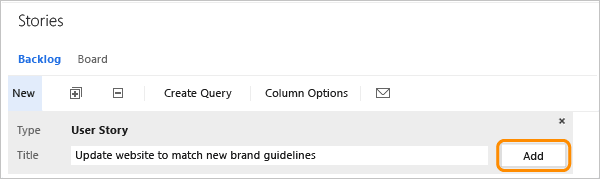 Stories
Backlog Board
New Create Query Column Options
Type User Story
Title Update website to match new brand guidelines Add